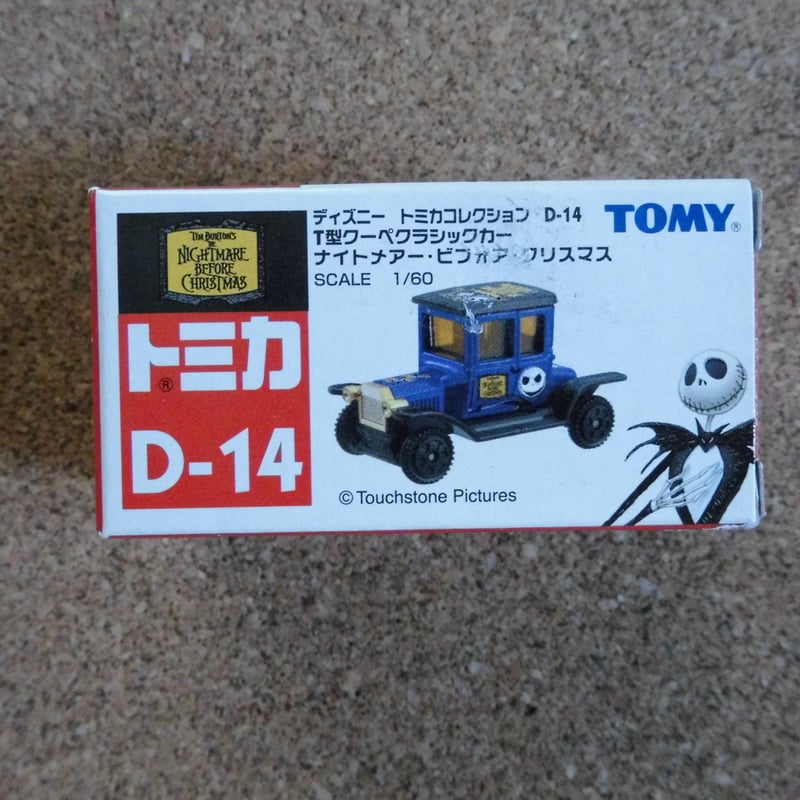 TIM BURTON'S
THE
NIGHTMARE
BEFORE
CHRISTMAS
ディズニー トミカコレクション D-14
TOMY®
T型クーペクラシックカー
ナイトメアー・ビフォア・クリスマス
SCALE 1/60
トミカ®
D-14
© Touchstone Pictures